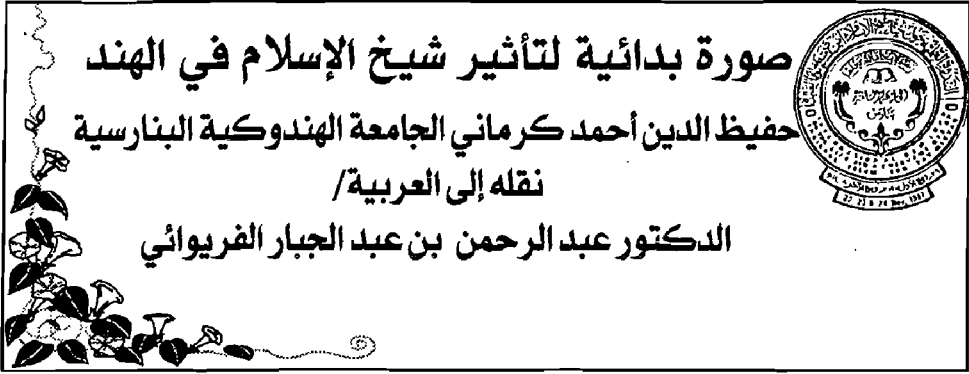 صورة بدائية لتأثير شيخ الإسلام في الهند
حفيظ الدين أحمد كرماني الجامعة الهندوكية البنارسية
نقله إلى العربية/
الدكتور عبد الرحمن بن عبد الجبار الفريوائي